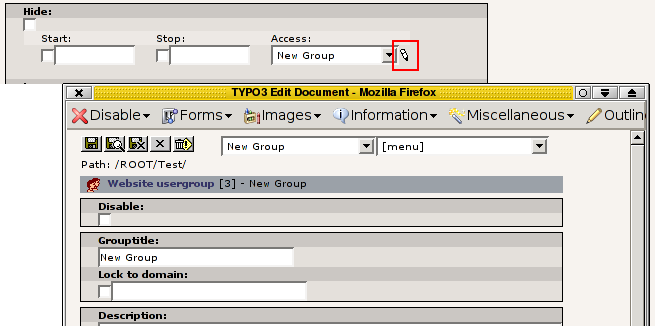 Hide:
Start: Stop: Access:
New Group
TYPO3 Edit Document - Mozilla Firefox
Disable Forms Images Information Miscellaneous Outlin
New Group [menu]
Path: /ROOT/Test/
Website usergroup [3] - New Group
Disable:
Grouptitle:
New Group
Lock to domain:
Description: